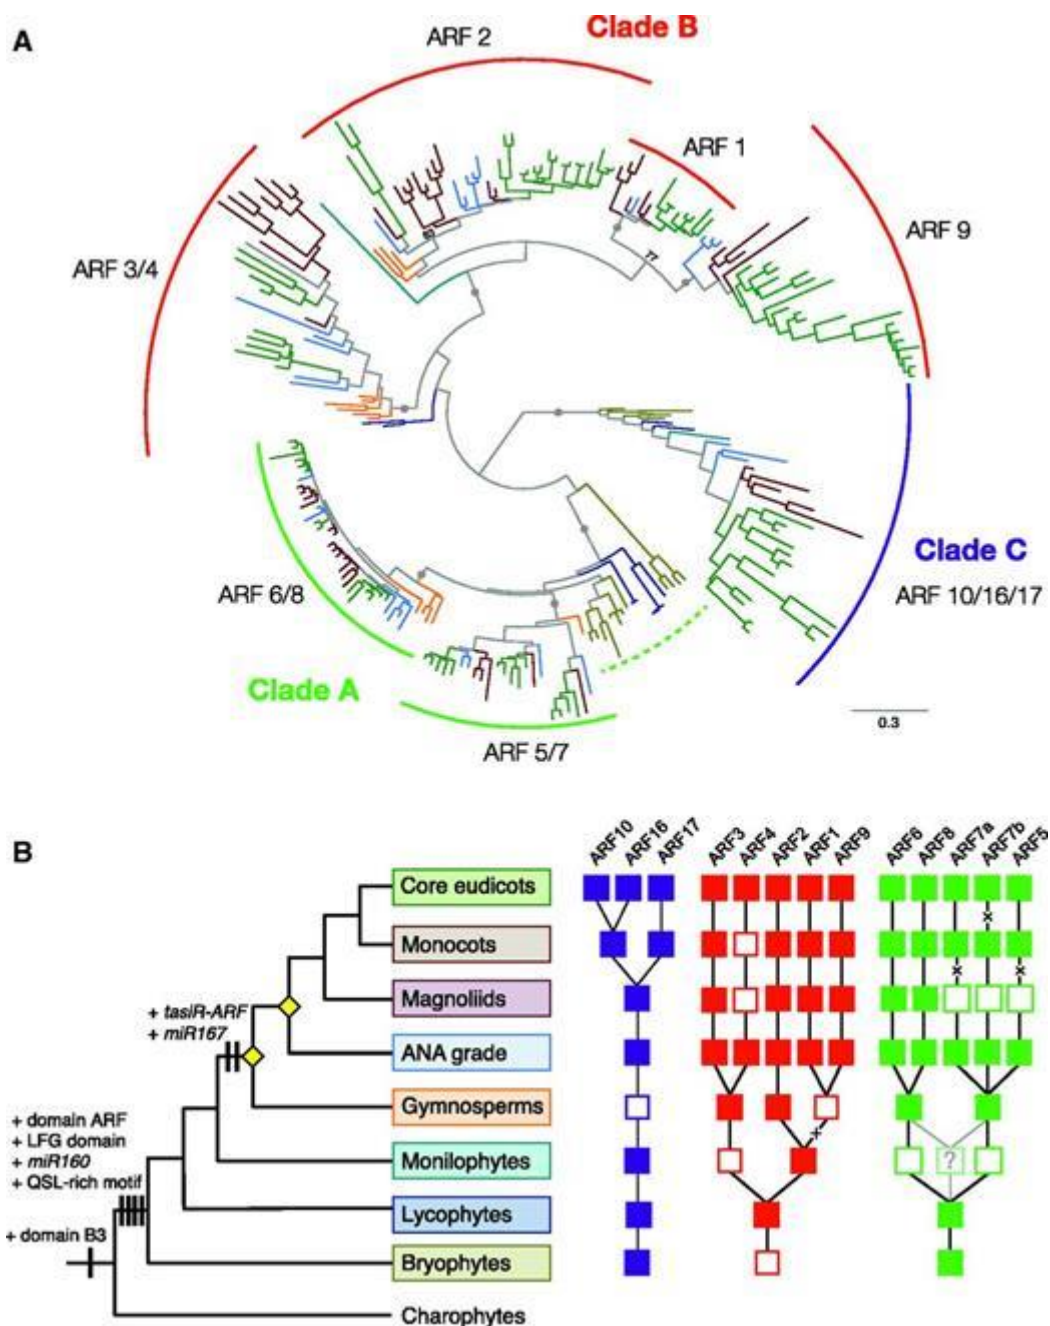 A
Clade B
ARF 2
ARF 1
ARF 9
ARF 3/4
77
ARF 6/8
Clade C
ARF 10/16/17
Clade A
ARF 5/7
0.3
B
ARF10 ARF16 ARF17 ARF3 ARF4 ARF2 ARF1 ARF9 ARF6 ARF8 ARF7a ARF7b ARF5
Core eudicots
Monocots
Magnoliids
+ tasiR-ARF
+ miR167
ANA grade
Gymnosperms
+ domain ARF
+ LFG domain
+ miR160
+ QSL-rich motif
Monilophytes
?
Lycophytes
+ domain B3
Bryophytes
Charophytes